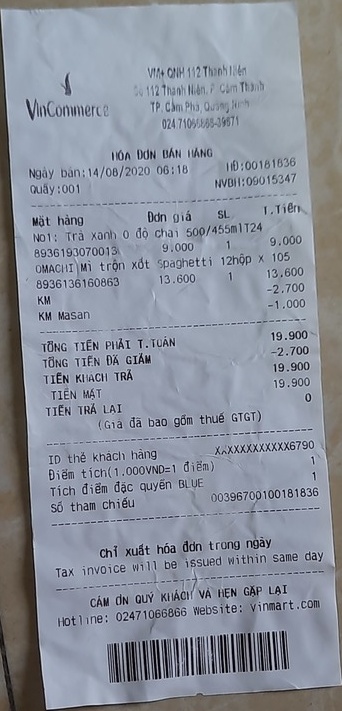 VinCommerce
VM+ QNH 112 Thanh Niên
Số 112 Thanh Niên, P. Cẩm Thành
TP. Cẩm Phả, Quảng Ninh
024.71066866-39671
HÓA ĐƠN BÁN HÀNG
Ngày bán:14/08/2020 06:18 HĐ:00181836
Quầy:001 NVBH:09015347
Mặt hàng Đơn giá SL T.Tiền
No1: Trà xanh 0 độ chai 500/455mlT24
8936193070013 9.000 1 9.000
OMACHI Mì trộn xốt Spaghetti 12hộp x 105
8936136160863 13.600 1 13.600
KM -2.700
KM Masan -1.000
TỔNG TIỀN PHẢI T.TOÁN 19.900
TỔNG TIỀN ĐÃ GIẢM -2.700
TIỀN KHÁCH TRẢ 19.900
TIỀN MẶT 19.900
TIỀN TRẢ LẠI 0
(Giá đã bao gồm thuế GTGT)
ID thẻ khách hàng XXXXXXXXXXXX6790
Điểm tích(1.000VND=1 điểm) 1
Tích điểm đặc quyền BLUE 1
Số tham chiếu 00396700100181836
Chỉ xuất hóa đơn trong ngày
Tax invoice will be issued within same day
CẢM ƠN QUÝ KHÁCH VÀ HẸN GẶP LẠI
Hotline: 02471066866 Website: vinmart.com